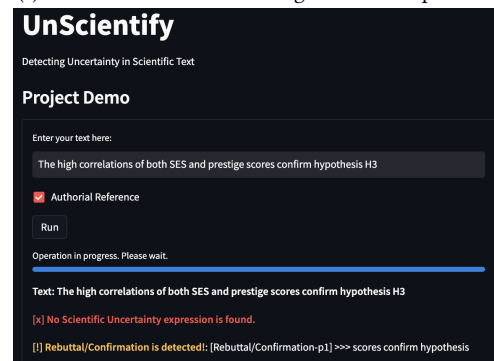 UnScientify
Detecting Uncertainty in Scientific Text
Project Demo
Enter your text here:
The high correlations of both SES and prestige scores confirm hypothesis H3
Authorial Reference
Run
Operation in progress. Please wait.
Text: The high correlations of both SES and prestige scores confirm hypothesis H3
[x] No Scientific Uncertainty expression is found.
[!] Rebuttal/Confirmation is detected!: [Rebuttal/Confirmation-p1] >>> scores confirm hypothesis